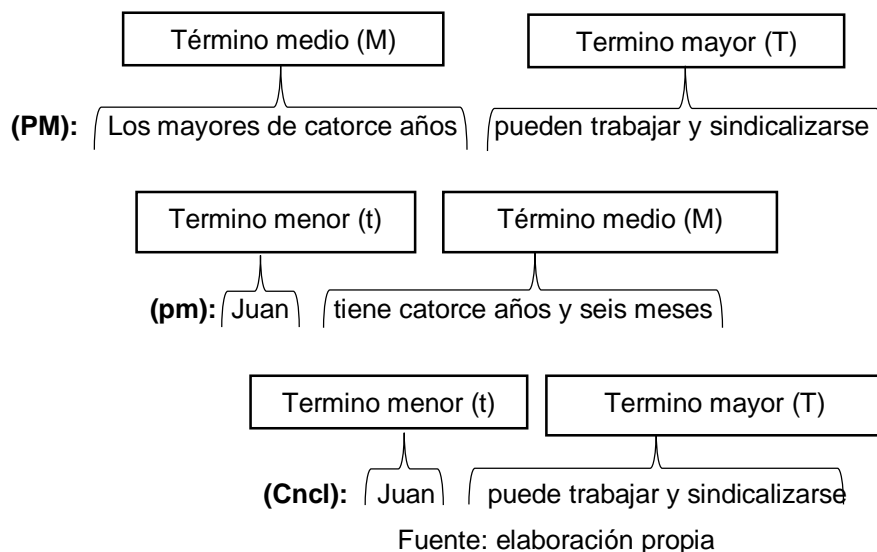 Término medio (M) Termino mayor (T)
(PM): Los mayores de catorce años pueden trabajar y sindicalizarse
Termino menor (t) Término medio (M)
(pm): Juan tiene catorce años y seis meses
Termino menor (t) Termino mayor (T)
(Cncl): Juan puede trabajar y sindicalizarse
Fuente: elaboración propia